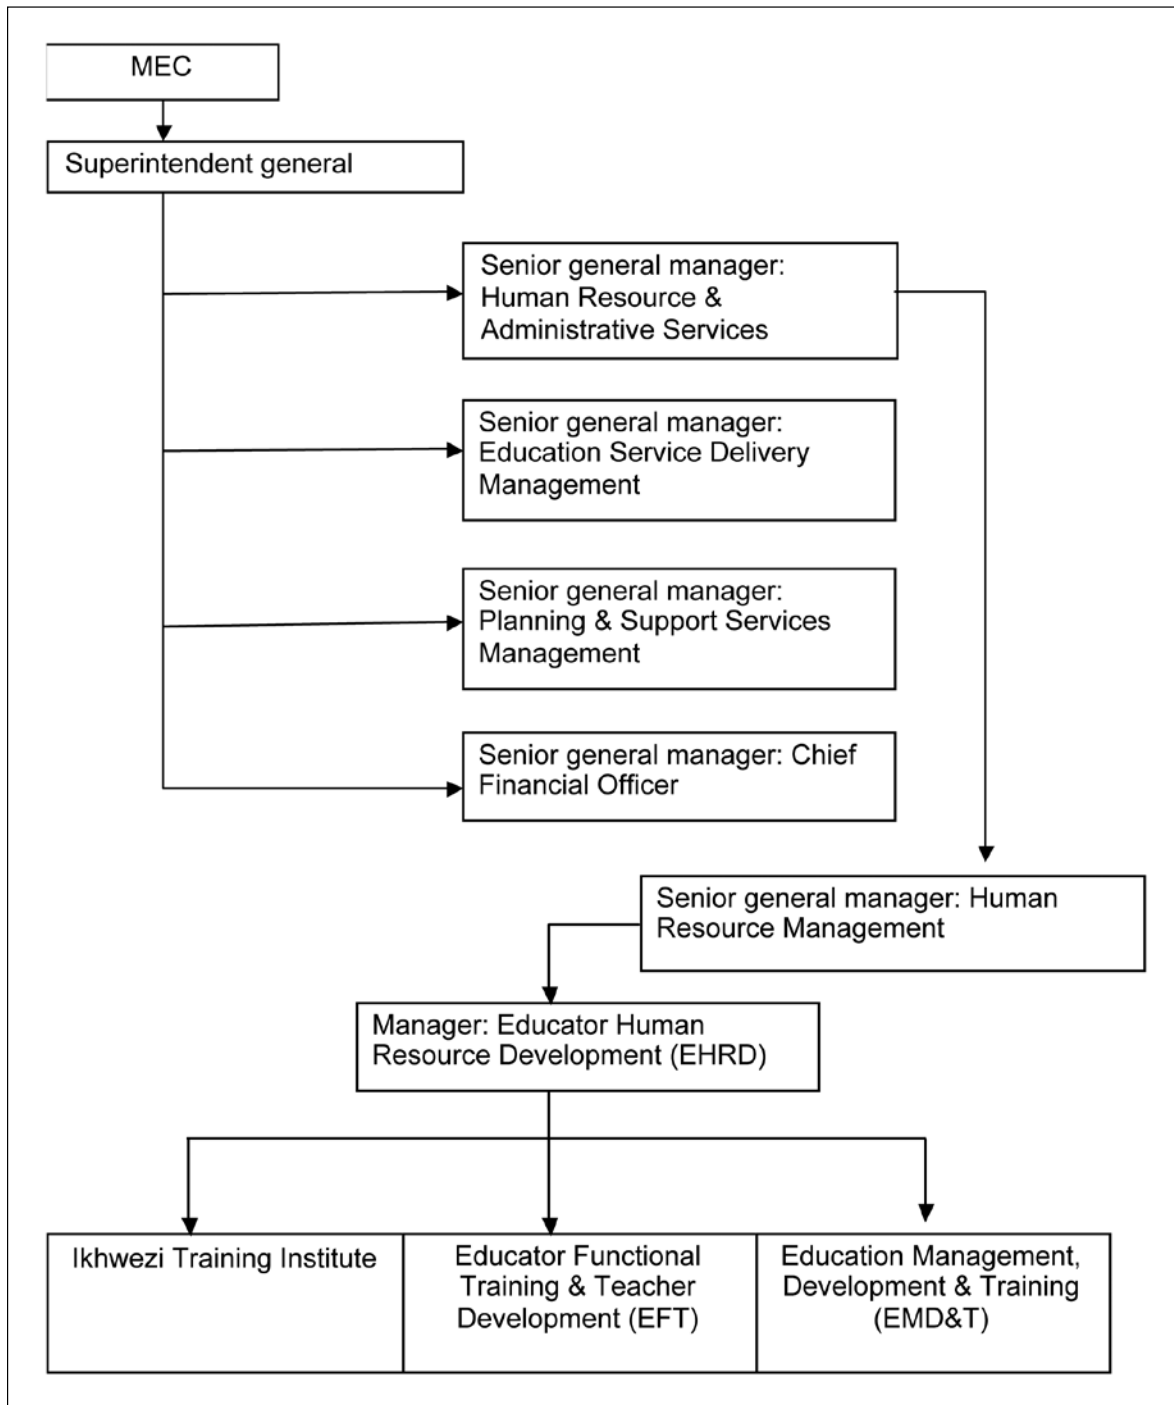 MEC
Superintendent general
Senior general manager:
Human Resource &
Administrative Services
Senior general manager:
Education Service Delivery
Management
Senior general manager:
Planning & Support Services
Management
Senior general manager: Chief
Financial Officer
Senior general manager: Human
Resource Management
Manager: Educator Human
Resource Development (EHRD)
Ikhwezi Training Institute
Educator Functional
Training & Teacher
Development (EFT)
Education Management,
Development & Training
(EMD&T)